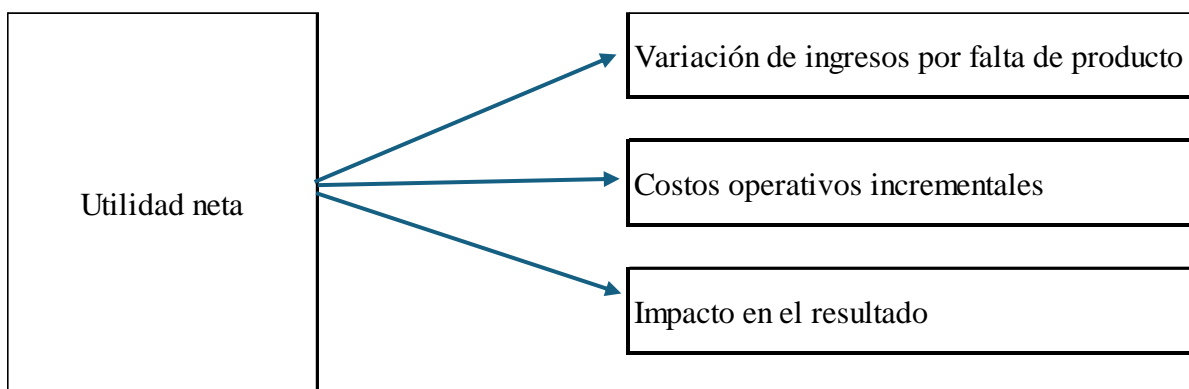 Variación de ingresos por falta de producto
Utilidad neta
Costos operativos incrementales
Impacto en el resultado